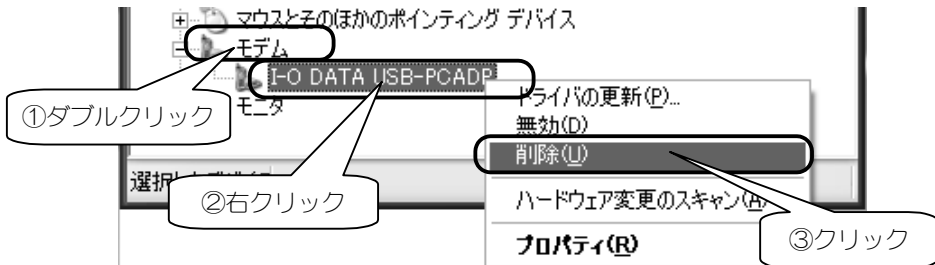 マウスとそのほかのポインティング デバイス
モデム
I-O DATA USB-PCADP
モニタ
①ダブルクリック
②右クリック
ドライバの更新(P)...
無効(D)
削除(U)
ハードウェア変更のスキャン(A)
プロパティ(R)
③クリック
選択